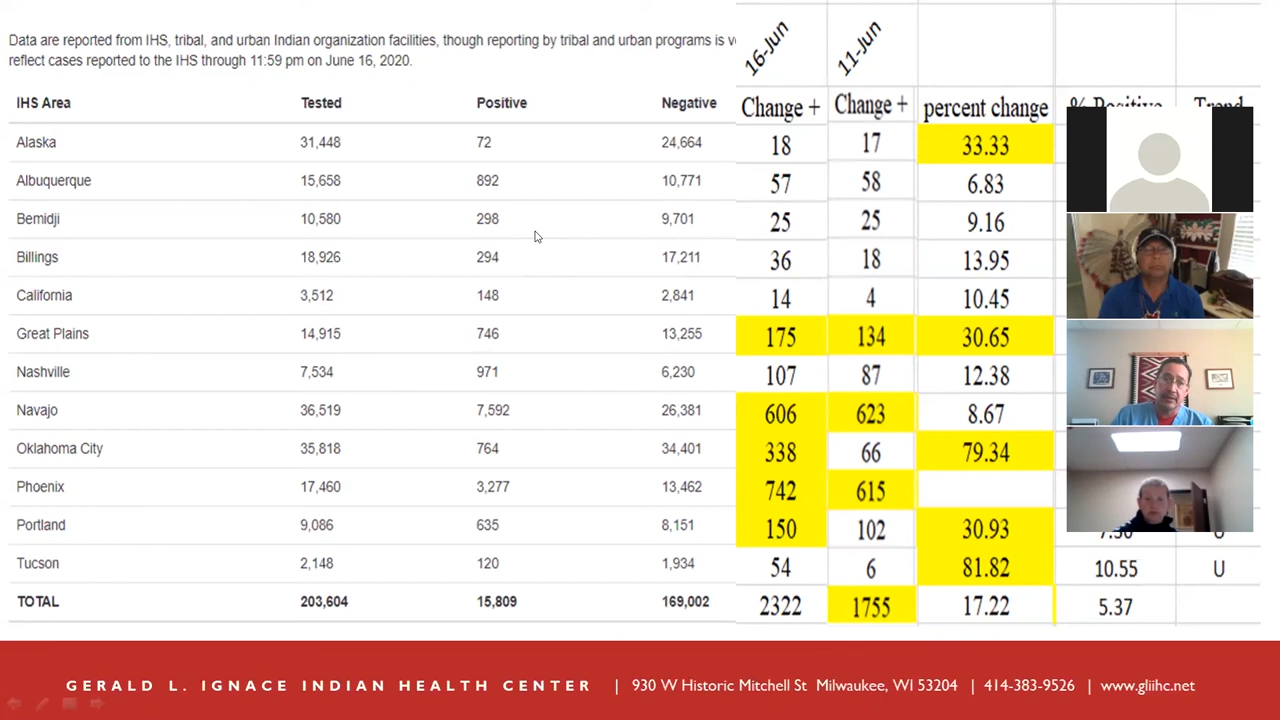 Data are reported from IHS, tribal, and urban Indian organization facilities, though reporting by tribal and urban programs is
reflect cases reported to the IHS through 11:59 pm on June 16, 2020.
16-Jun 11-Jun
IHS Area Tested Positive Negative Change + Change + percent change % Positive Trend
Alaska 31,448 72 24,664 18 17 33.33
Albuquerque 15,658 892 10,771 57 58 6.83
Bemidji 10,580 298 9,701 25 25 9.16
Billings 18,926 294 17,211 36 18 13.95
California 3,512 148 2,841 14 4 10.45
Great Plains 14,915 746 13,255 175 134 30.65
Nashville 7,534 971 6,230 107 87 12.38
Navajo 36,519 7,592 26,381 606 623 8.67
Oklahoma City 35,818 764 34,401 338 66 79.34
Phoenix 17,460 3,277 13,462 742 615
Portland 9,086 635 8,151 150 102 30.93
Tucson 2,148 120 1,934 54 6 81.82 10.55 U
TOTAL 203,604 15,809 169,002 2322 1755 17.22 5.37
GERALD L. IGNACE INDIAN HEALTH CENTER | 930 W Historic Mitchell St Milwaukee, WI 53204 | 414-383-9526 | www.gliihc.net